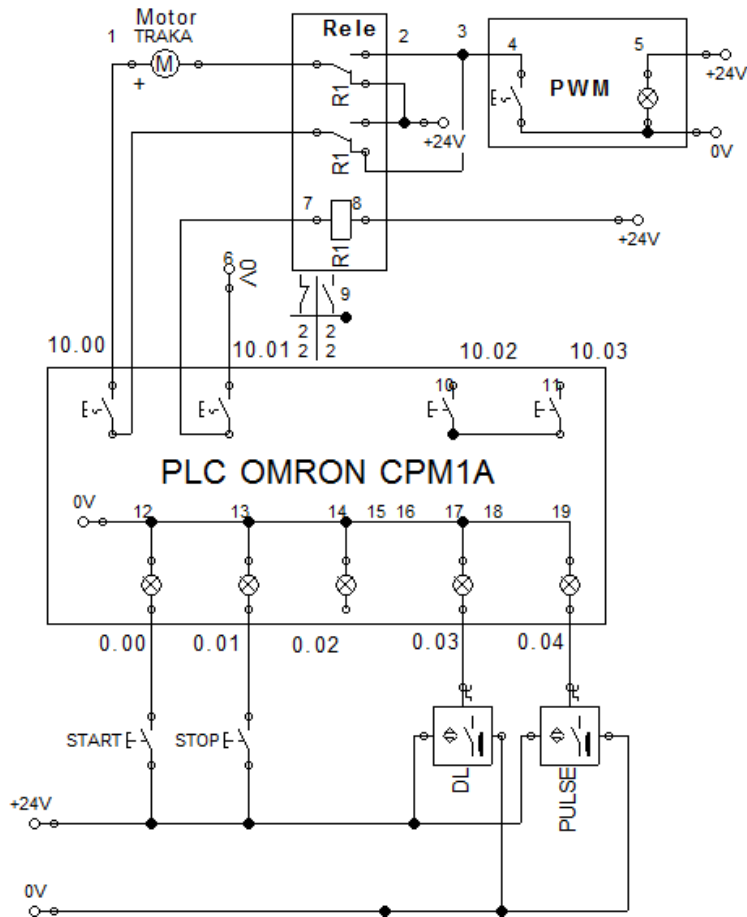 Motor
TRAKA
1
M
+
Rele
2
3
4
5
+24V
PWM
0V
R1
+24V
R1
7
8
R1
+24V
6
0V
9
2 2
2 2
10.00
10.01
10.02
10.03
10
11
PLC OMRON CPM1A
0V
12
13
14
15
16
17
18
19
0.00
0.01
0.02
0.03
0.04
START
STOP
DL
PULSE
+24V
0V